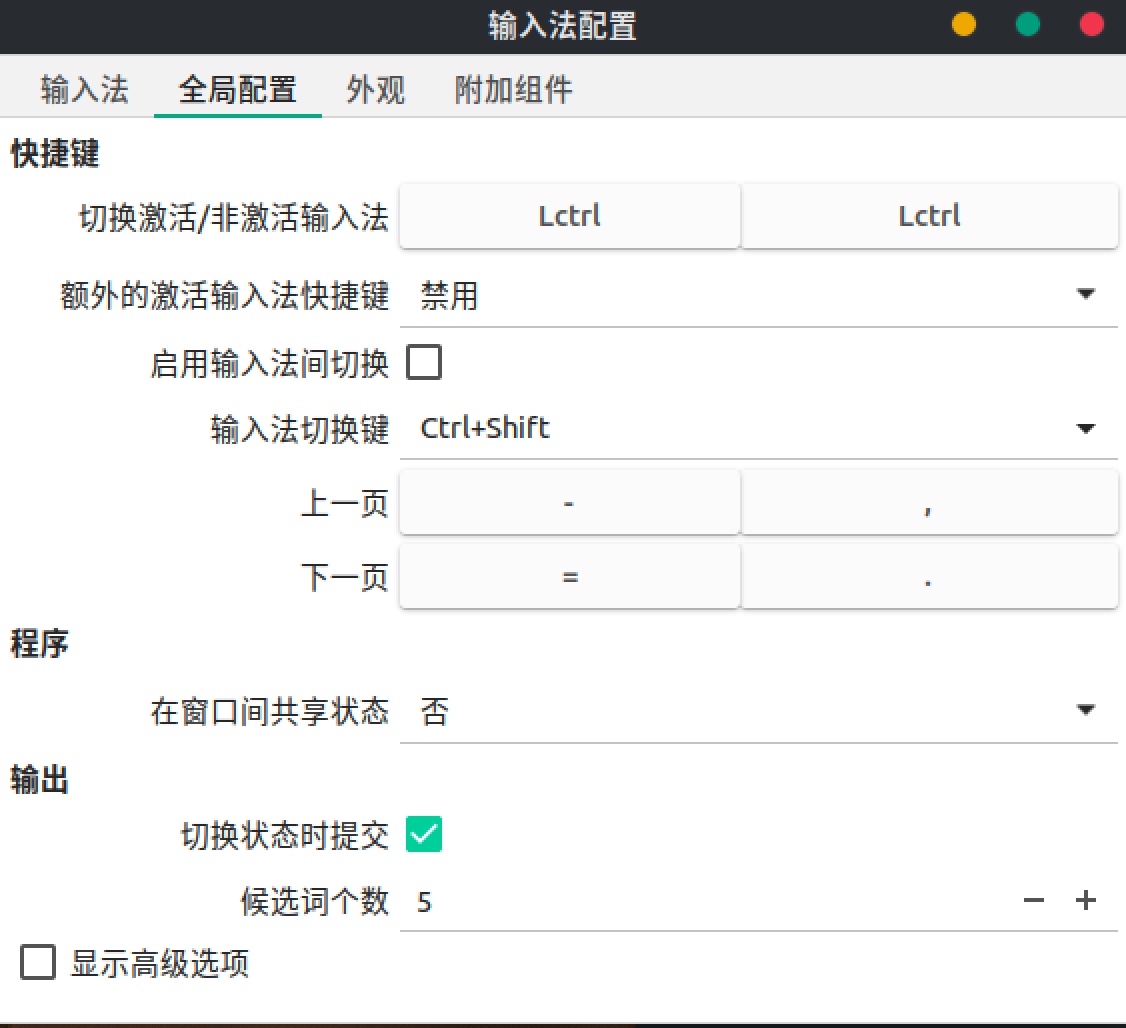 输入法配置
输入法 全局配置 外观 附加组件
快捷键
切换激活/非激活输入法 Lctrl Lctrl
额外的激活输入法快捷键 禁用
启用输入法间切换
输入法切换键 Ctrl+Shift
上一页 - ,
下一页 = .
程序
在窗口间共享状态 否
输出
切换状态时提交
候选词个数 5 − +
显示高级选项